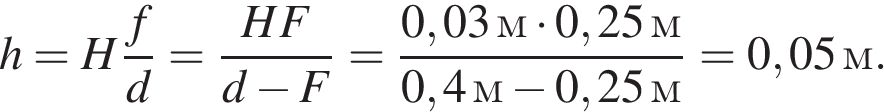 h = H f/d = HF/(d − F) = (0,03 м · 0,25 м)/(0,4 м − 0,25 м) = 0,05 м.